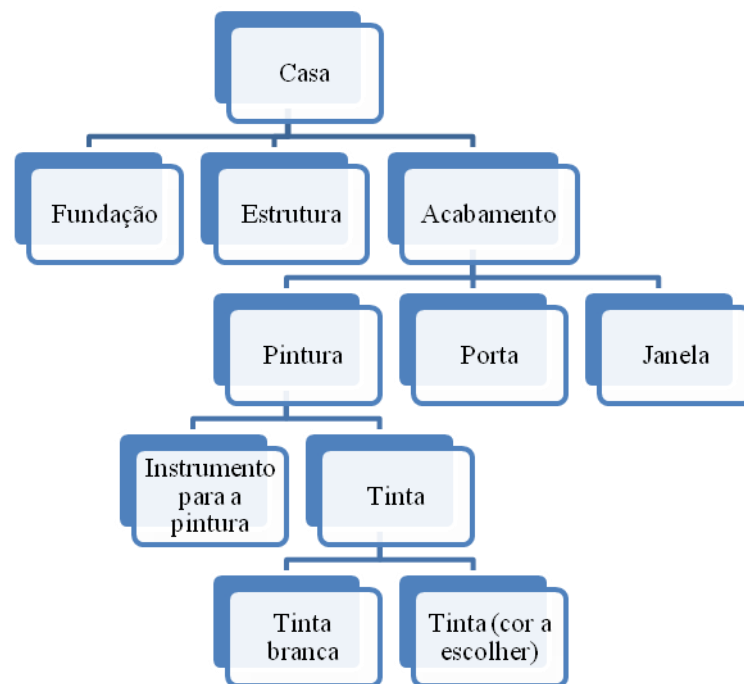 Casa
Fundação
Estrutura
Acabamento
Pintura
Porta
Janela
Instrumento
para a
pintura
Tinta
Tinta
branca
Tinta (cor a
escolher)